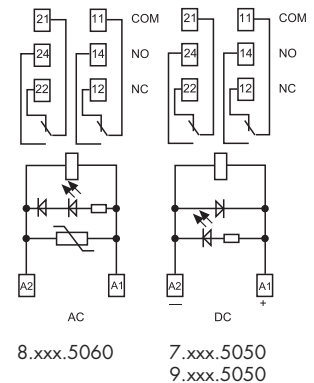 21 11 COM 21 11 COM
24 14 NO 24 14 NO
22 12 NC 22 12 NC
A2 A1 A2 A1
— +
AC DC
8.xxx.5060 7.xxx.5050
9.xxx.5050